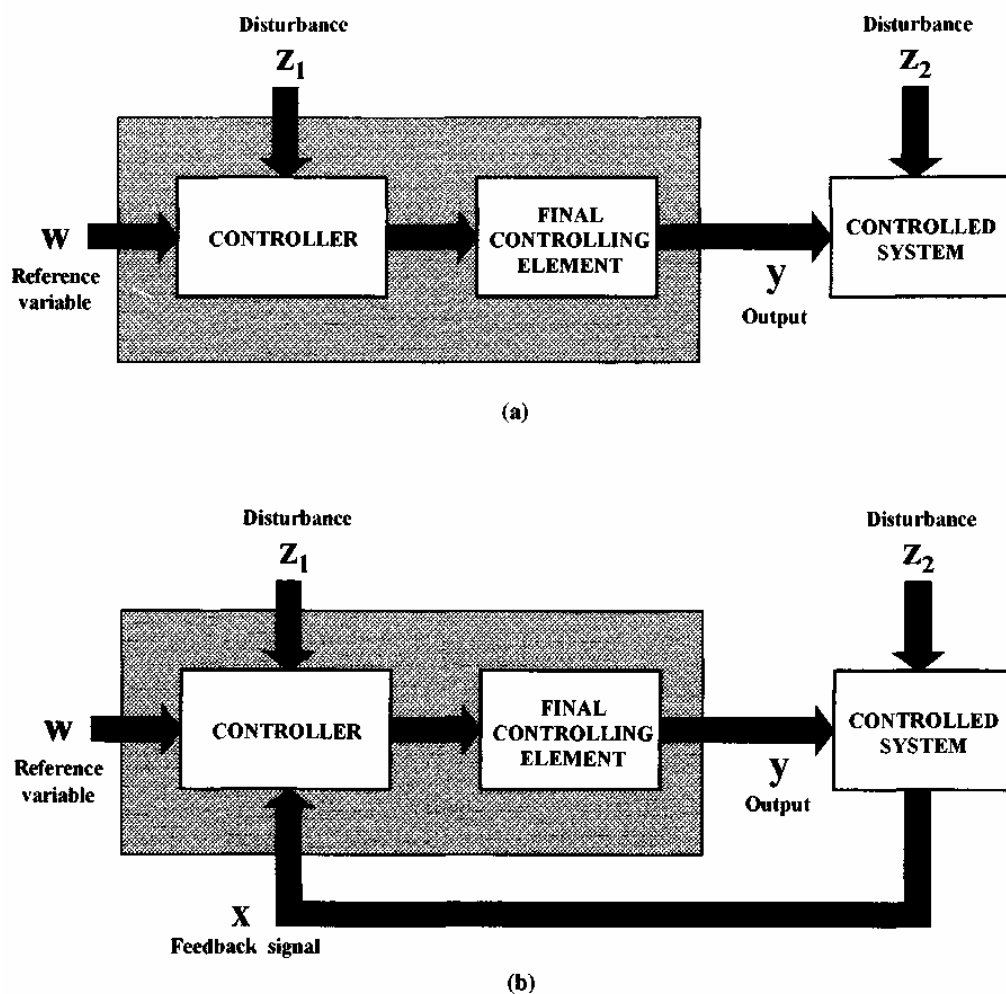 Disturbance
Z1
Disturbance
Z2
W
Reference
variable
CONTROLLER
FINAL
CONTROLLING
ELEMENT
y
Output
CONTROLLED
SYSTEM
(a)
Disturbance
Z1
Disturbance
Z2
W
Reference
variable
CONTROLLER
FINAL
CONTROLLING
ELEMENT
y
Output
CONTROLLED
SYSTEM
X
Feedback signal
(b)